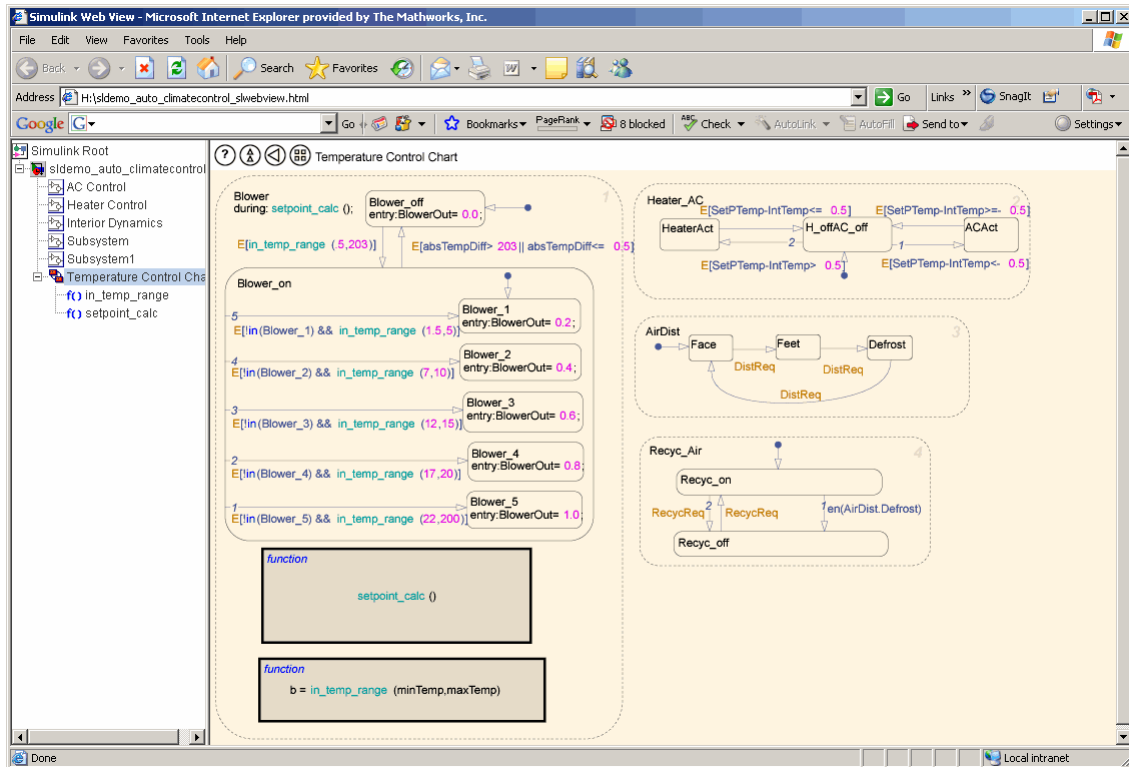 Simulink Web View - Microsoft Internet Explorer provided by The Mathworks, Inc.
File Edit View Favorites Tools Help
Back Search Favorites
Address H:\sldemo_auto_climatecontrol_slwebview.html Go Links » SnagIt
Google G Go Bookmarks PageRank 8 blocked ABC Check AutoLink AutoFill Send to Settings
Simulink Root
sldemo_auto_climatecontrol
AC Control
Heater Control
Interior Dynamics
Subsystem
Subsystem1
Temperature Control Cha
f() in_temp_range
f() setpoint_calc
? Temperature Control Chart
1
Blower
during: setpoint_calc ();
Blower_off
entry:BlowerOut= 0.0;
E[in_temp_range (.5,203)]
E[absTempDiff> 203 || absTempDiff<= 0.5]
Blower_on
5
E[!in(Blower_1) && in_temp_range (1.5,5)]
Blower_1
entry:BlowerOut= 0.2;
4
E[!in(Blower_2) && in_temp_range (7,10)]
Blower_2
entry:BlowerOut= 0.4;
3
E[!in(Blower_3) && in_temp_range (12,15)]
Blower_3
entry:BlowerOut= 0.6;
2
E[!in(Blower_4) && in_temp_range (17,20)]
Blower_4
entry:BlowerOut= 0.8;
1
E[!in(Blower_5) && in_temp_range (22,200)]
Blower_5
entry:BlowerOut= 1.0;
function
setpoint_calc ()
function
b = in_temp_range (minTemp,maxTemp)
2
Heater_AC
E[SetPTemp-IntTemp<= 0.5]
E[SetPTemp-IntTemp>=- 0.5]
HeaterAct
H_offAC_off
ACAct
2
1
E[SetPTemp-IntTemp> 0.5]
E[SetPTemp-IntTemp<- 0.5]
3
AirDist
Face
Feet
Defrost
DistReq
DistReq
DistReq
4
Recyc_Air
Recyc_on
RecycReq
2
RecycReq
1
en(AirDist.Defrost)
Recyc_off
Done
Local intranet